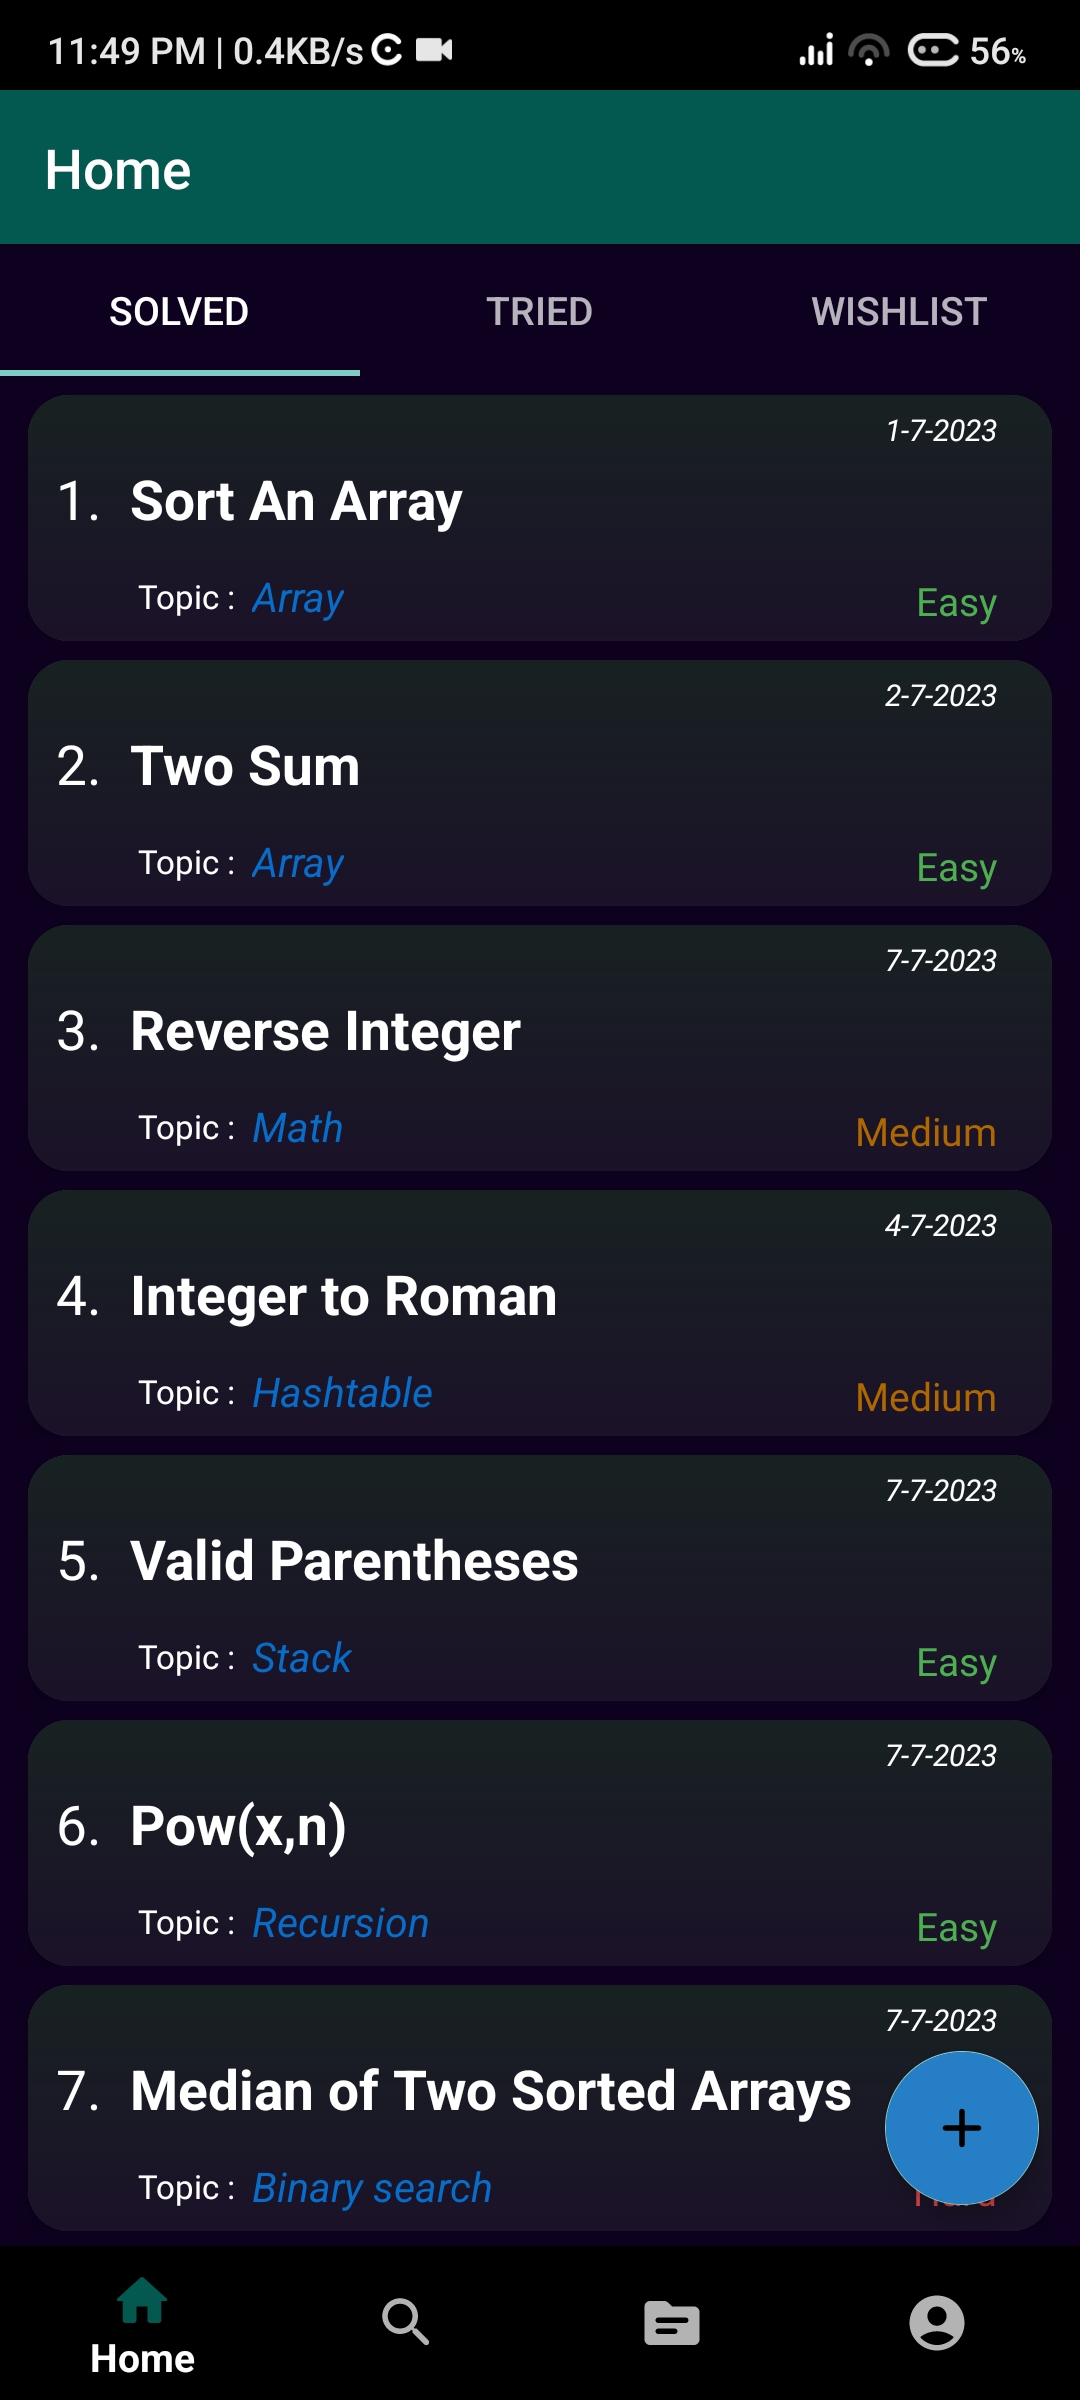 11:49 PM | 0.4KB/s 56%
Home
SOLVED TRIED WISHLIST
1-7-2023
1. Sort An Array
Topic : Array Easy
2-7-2023
2. Two Sum
Topic : Array Easy
7-7-2023
3. Reverse Integer
Topic : Math Medium
4-7-2023
4. Integer to Roman
Topic : Hashtable Medium
7-7-2023
5. Valid Parentheses
Topic : Stack Easy
7-7-2023
6. Pow(x,n)
Topic : Recursion Easy
7-7-2023
7. Median of Two Sorted Arrays
Topic : Binary search
Home